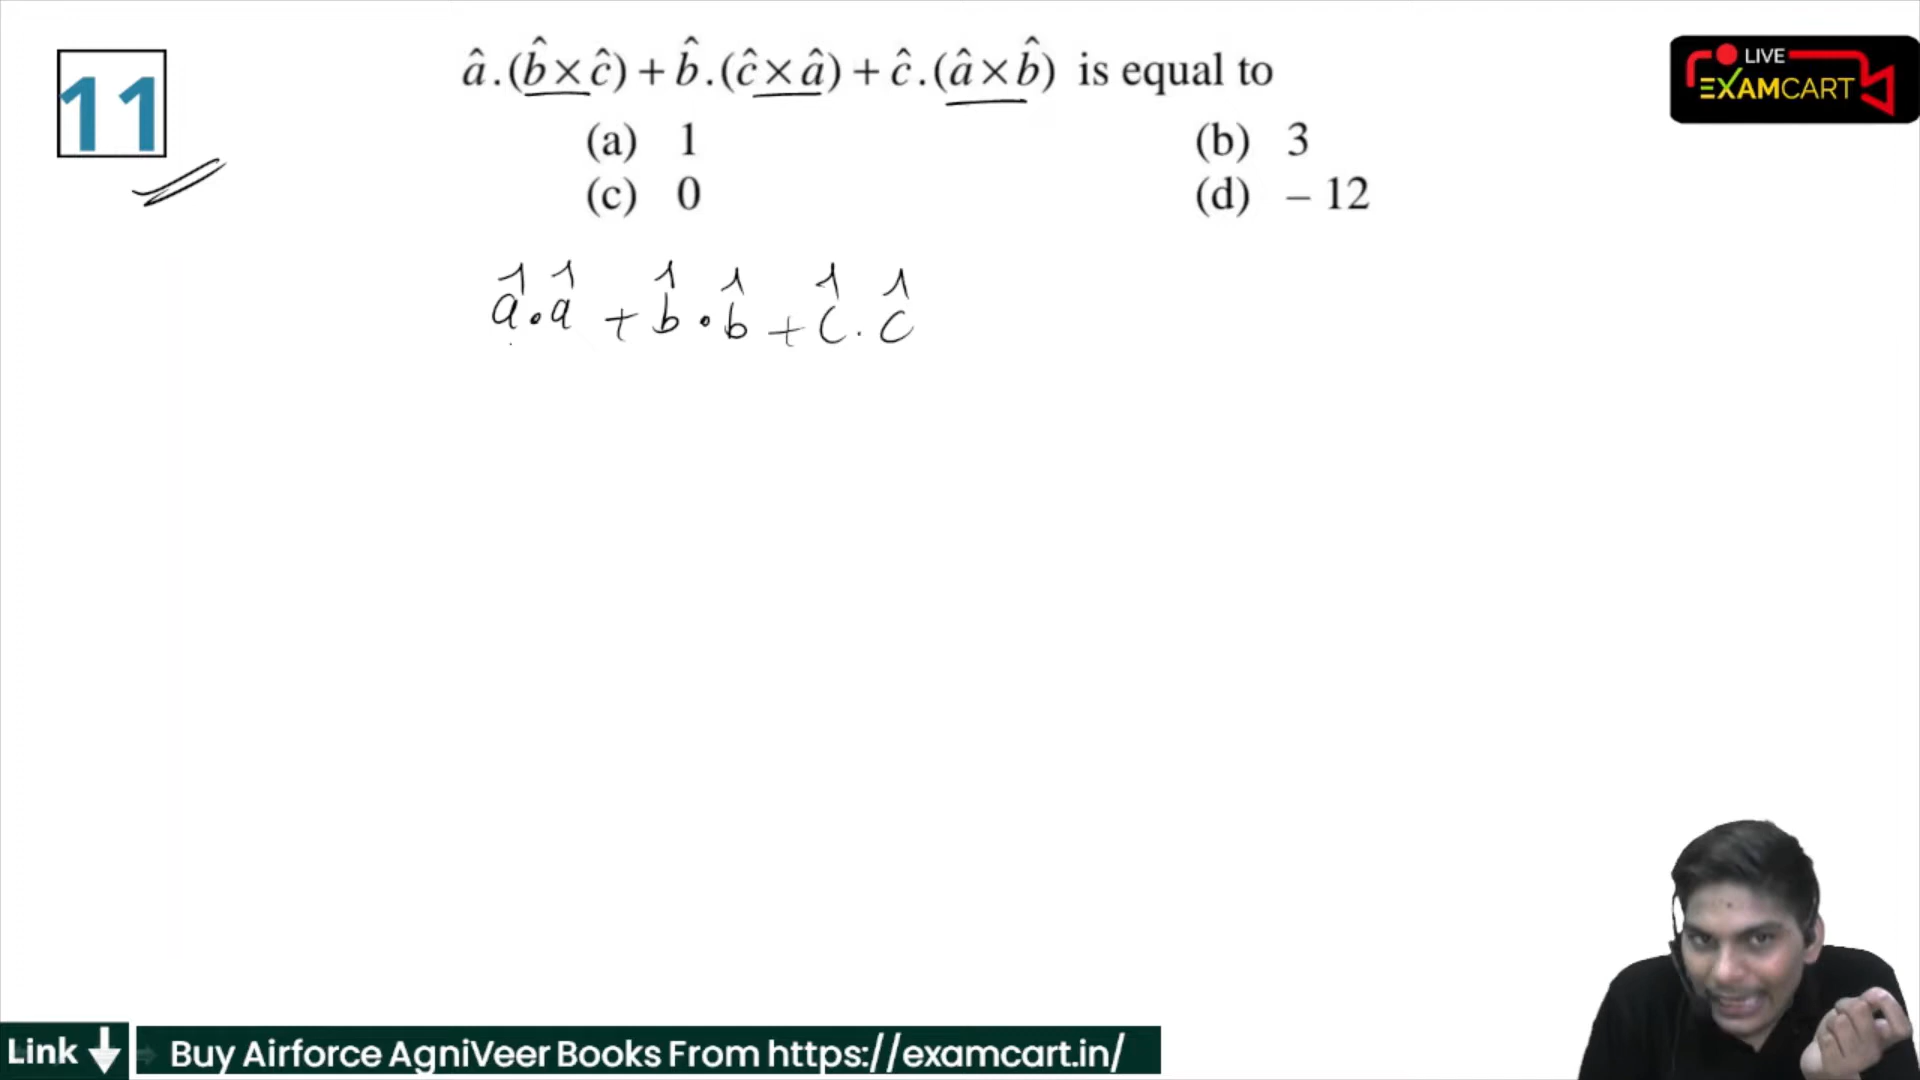 11
â.(b̂×ĉ)+b̂.(ĉ×â)+ĉ.(â×b̂) is equal to
(a) 1 (b) 3
(c) 0 (d) – 12
â.â + b̂.b̂ + ĉ.ĉ
LIVE
EXAMCART
Link Buy Airforce AgniVeer Books From https://examcart.in/